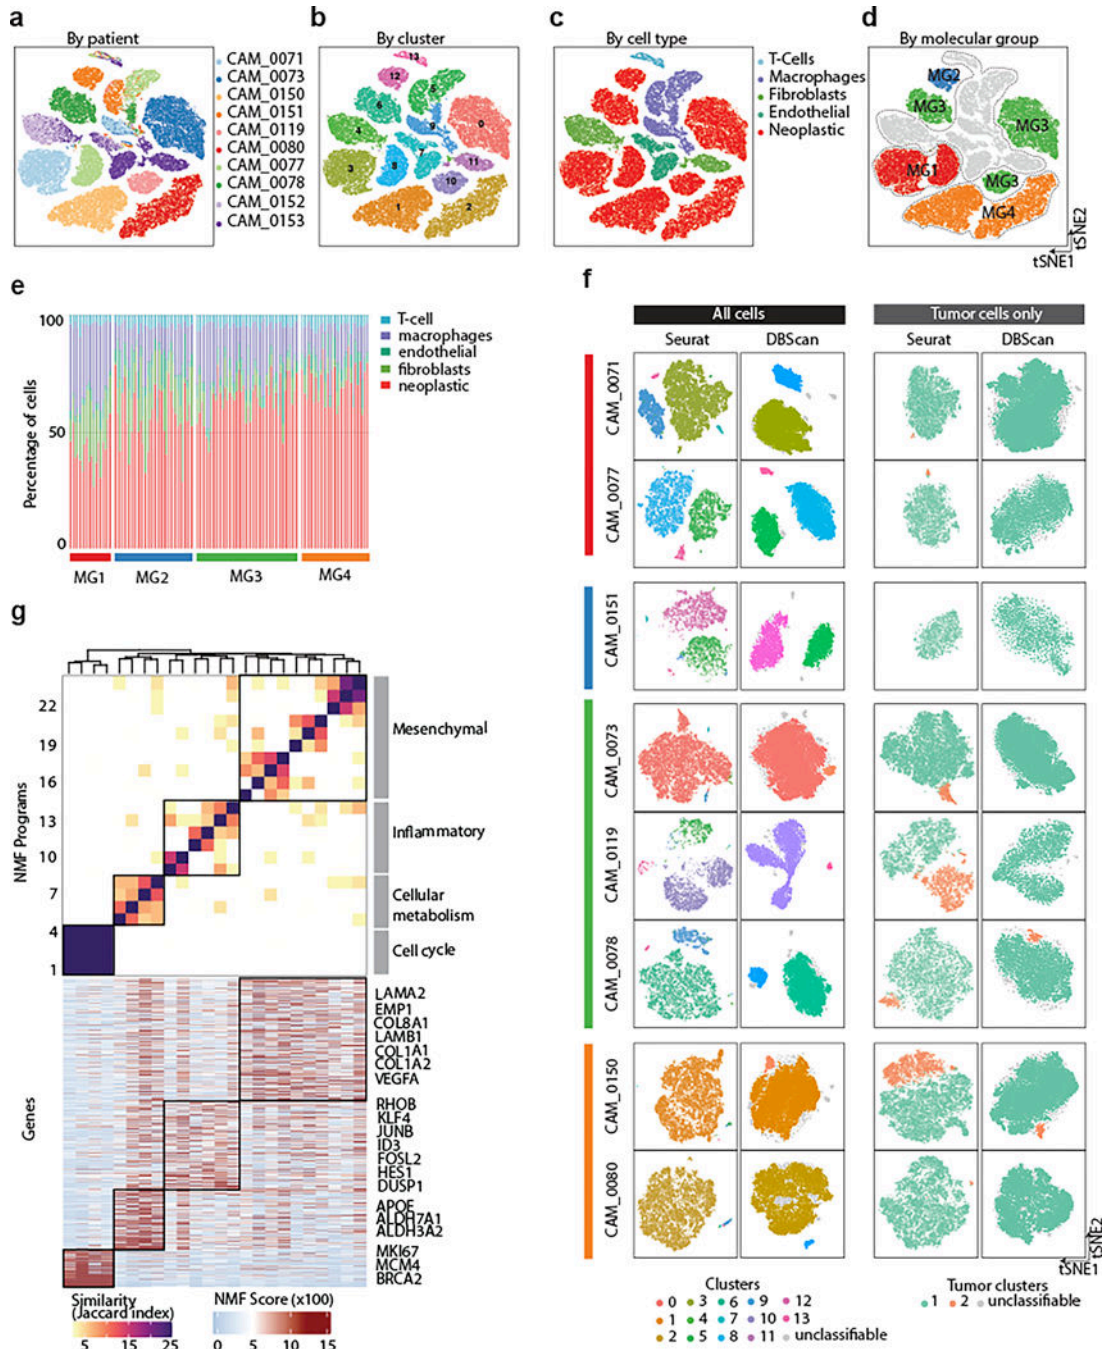 a
By patient
CAM_0071
CAM_0073
CAM_0150
CAM_0151
CAM_0119
CAM_0080
CAM_0077
CAM_0078
CAM_0152
CAM_0153
b
By cluster
13
12
5
6
9
0
4
7
3
8
11
10
1
2
c
By cell type
T-Cells
Macrophages
Fibroblasts
Endothelial
Neoplastic
d
By molecular group
MG2
MG3
MG3
MG1
MG3
MG4
tSNE2
tSNE1
e
Percentage of cells
100
50
0
MG1
MG2
MG3
MG4
T-cell
macrophages
endothelial
fibroblasts
neoplastic
f
All cells
Tumor cells only
Seurat
DBScan
Seurat
DBScan
CAM_0071
CAM_0077
CAM_0151
CAM_0073
CAM_0119
CAM_0078
CAM_0150
CAM_0080
tSNE2
tSNE1
Clusters
0
3
6
9
12
1
4
7
10
13
2
5
8
11
unclassifiable
Tumor clusters
1
2
unclassifiable
g
NMF Programs
22
19
16
13
10
7
4
1
Mesenchymal
Inflammatory
Cellular
metabolism
Cell cycle
Genes
LAMA2
EMP1
COL8A1
LAMB1
COL1A1
COL1A2
VEGFA
RHOB
KLF4
JUNB
ID3
FOSL2
HES1
DUSP1
APOE
ALDH7A1
ALDH3A2
MKI67
MCM4
BRCA2
Similarity
(Jaccard index)
5
15
25
NMF Score (x100)
0
5
10
15